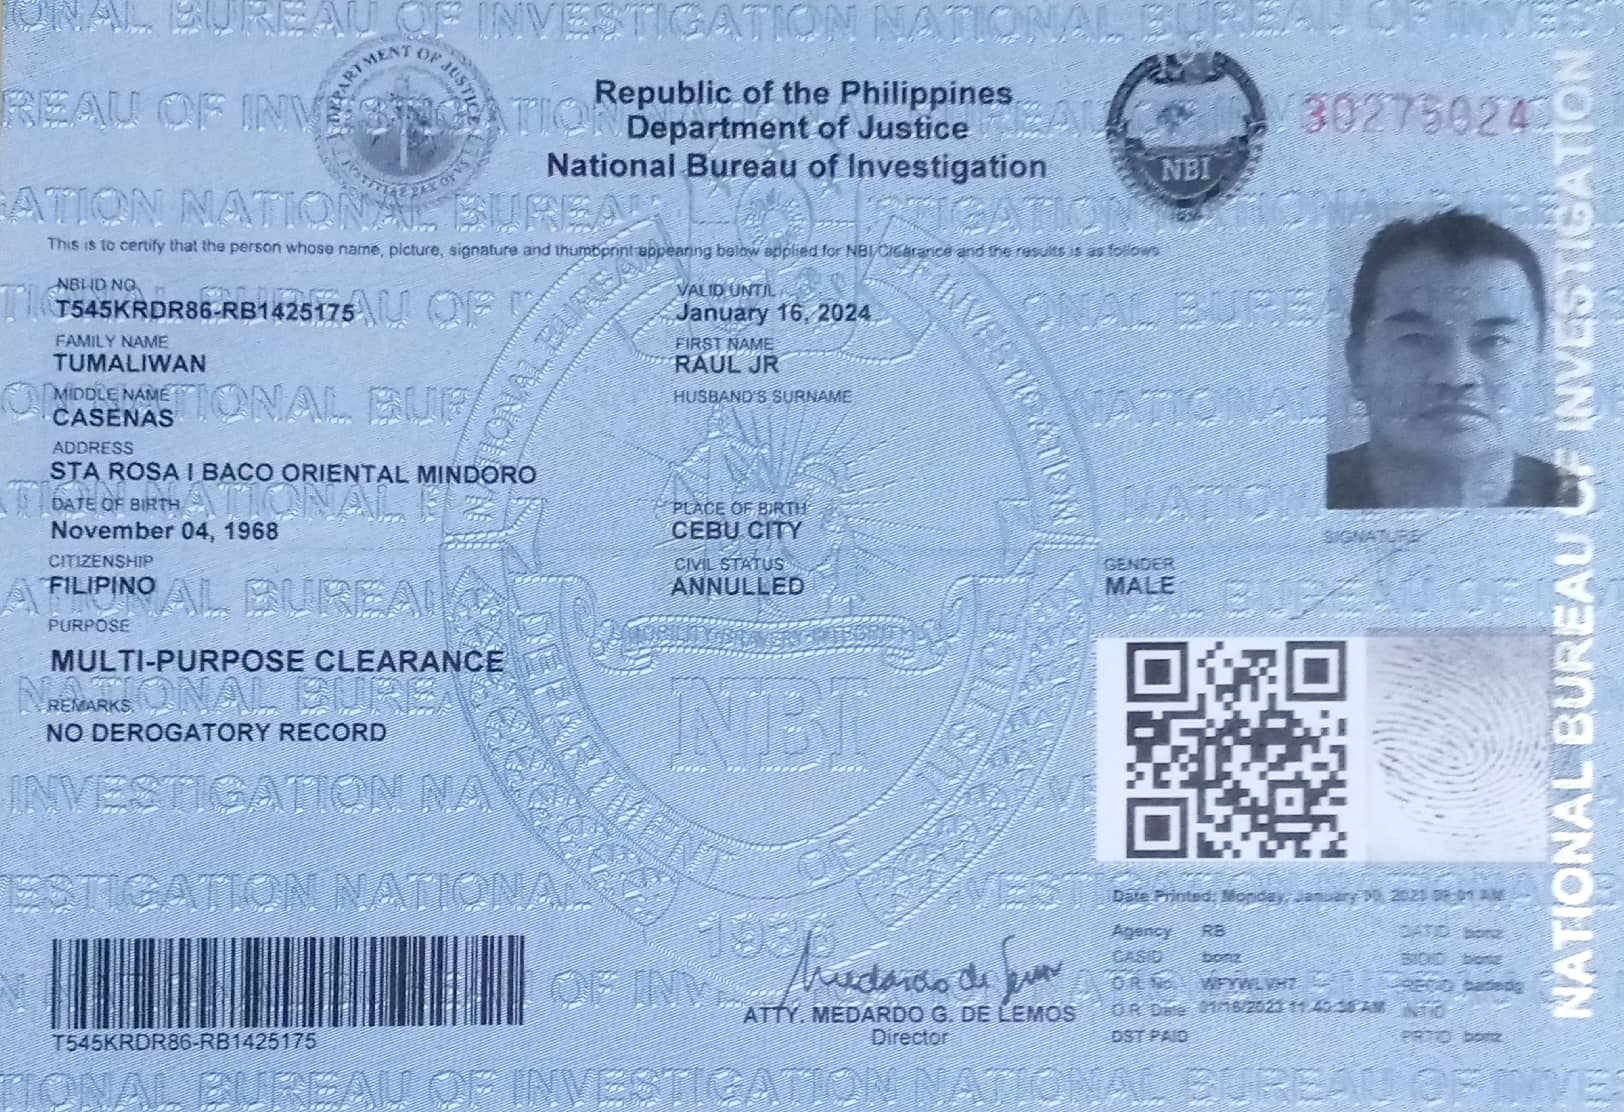 DEPARTMENT OF JUSTICE
Republic of the Philippines
Department of Justice
National Bureau of Investigation
NBI
30275024
This is to certify that the person whose name, picture, signature and thumbprint appearing below applied for NBI Clearance and the results is as follows
NBI ID NO.
T545KRDR86-RB1425175
VALID UNTIL
January 16, 2024
FAMILY NAME
TUMALIWAN
FIRST NAME
RAUL JR
MIDDLE NAME
CASENAS
HUSBAND'S SURNAME
ADDRESS
STA ROSA I BACO ORIENTAL MINDORO
DATE OF BIRTH
November 04, 1968
PLACE OF BIRTH
CEBU CITY
SIGNATURE
CITIZENSHIP
FILIPINO
CIVIL STATUS
ANNULLED
GENDER
MALE
PURPOSE
MULTI-PURPOSE CLEARANCE
REMARKS
NO DEROGATORY RECORD
NBI
1936
NATIONAL BUREAU OF INVESTIGATION
Date Printed: Monday, January 2023 AM
Agency RB
CASID bonz
O.R. No. WFYWLVH7
O.R. Date 01/16/2023 11:40:38 AM
DST PAID
DATID bonz
BIOID bonz
RECID
INTID
PRTID bonz
T545KRDR86-RB1425175
Medardo de Lemos
ATTY. MEDARDO G. DE LEMOS
Director